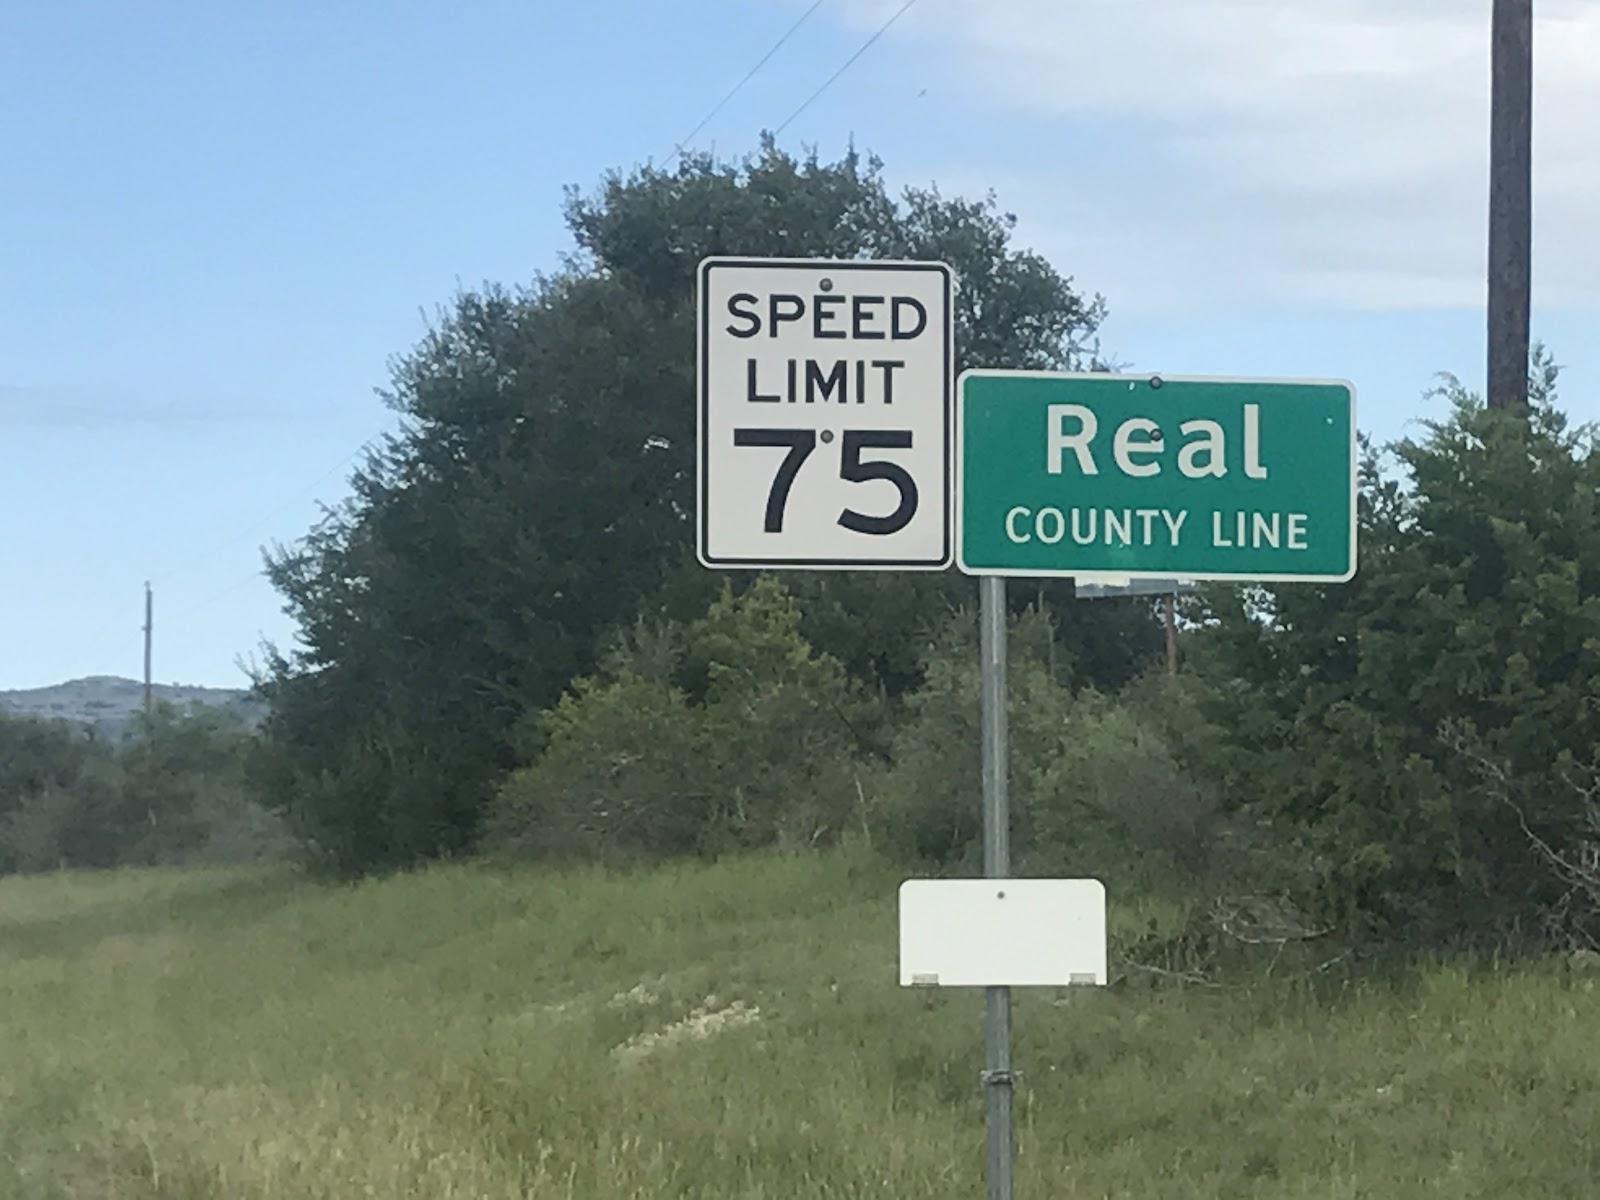 SPEED
LIMIT
75
Real
COUNTY LINE